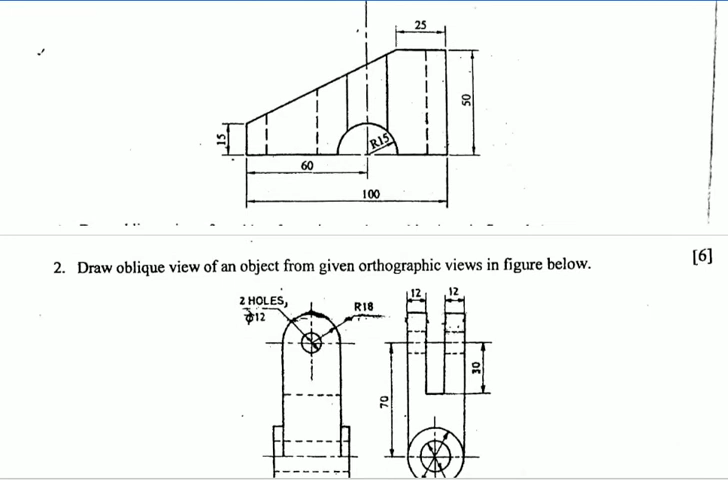 25
50
15
R15
60
100
2. Draw oblique view of an object from given orthographic views in figure below. [6]
2 HOLES,
ϕ12
R18
12 12
30
70